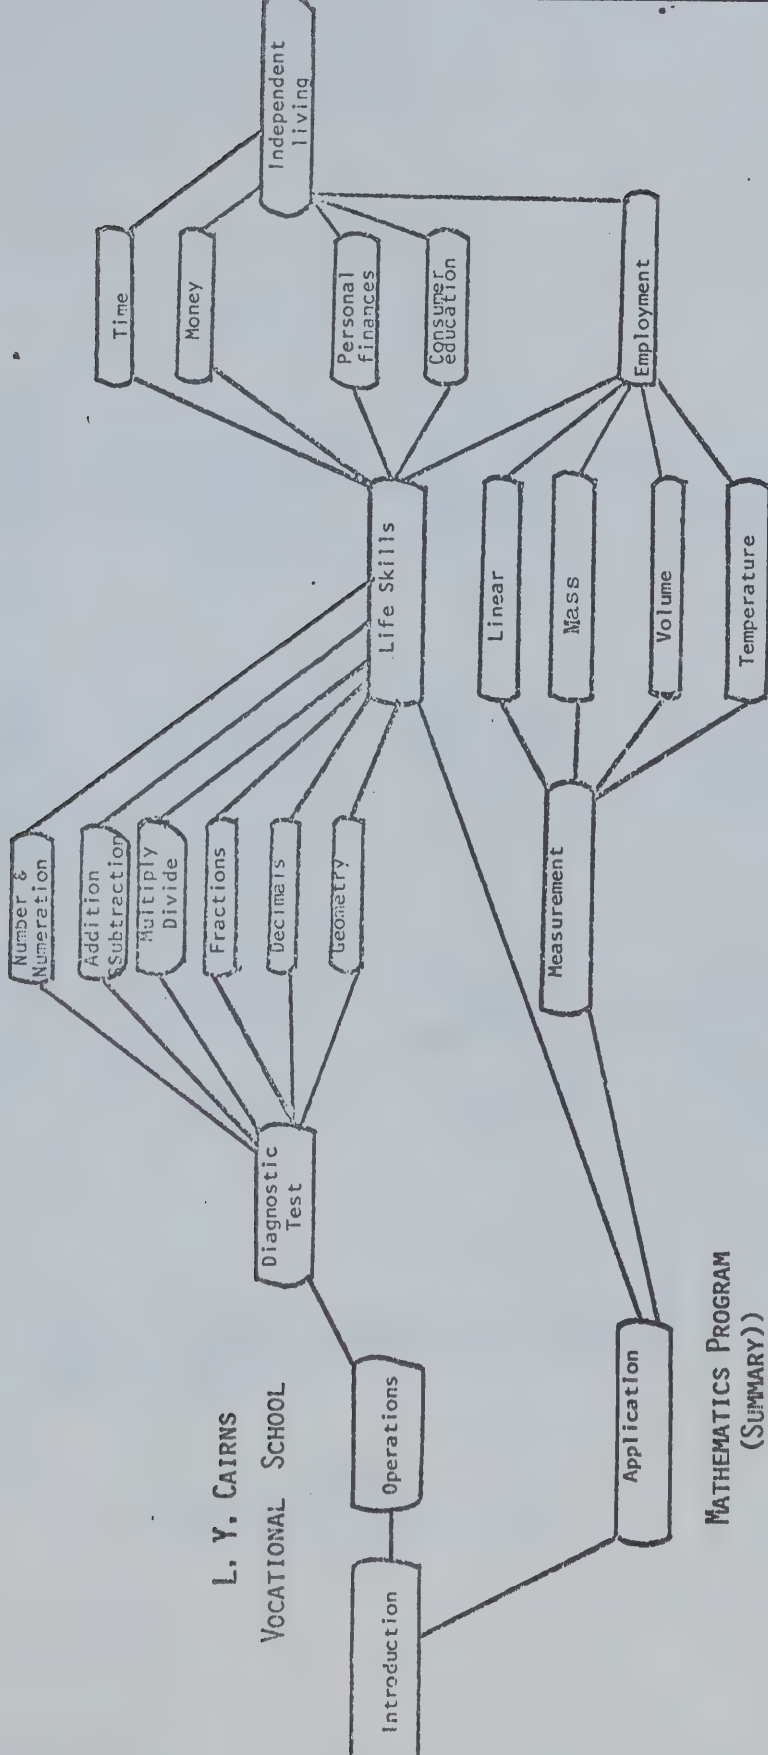 L. Y. CAIRNS
VOCATIONAL SCHOOL
Introduction
Operations
Diagnostic
Test
Number &
Numeration
Addition
&Subtraction
Multiply
Divide
Fractions
Decimals
Geometry
Life Skills
Time
Money
Personal
finances
Consumer
education
Independent
living
Application
Measurement
Linear
Mass
Volume
Temperature
Employment
MATHEMATICS PROGRAM
(SUMMARY))